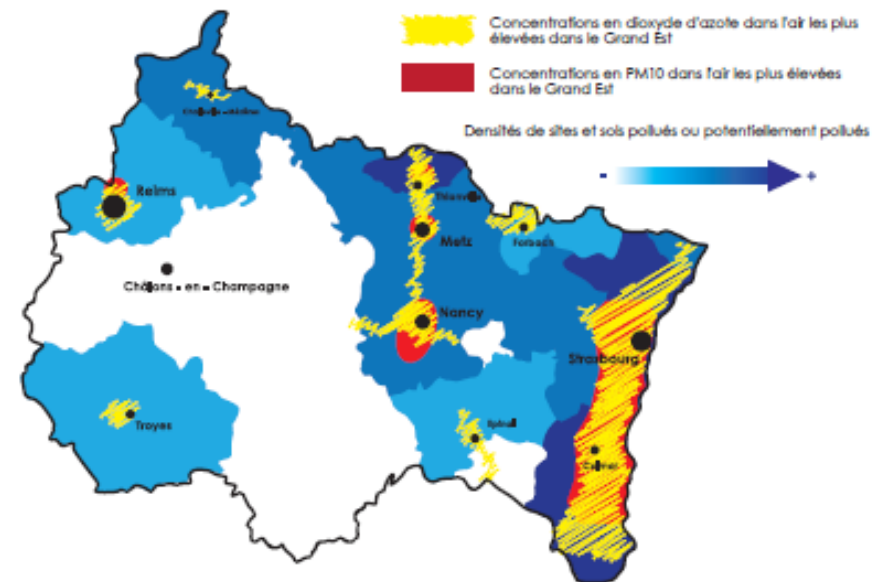 Concentrations en dioxyde d'azote dans l'air les plus
élevées dans le Grand Est
Concentrations en PM10 dans l'air les plus élevées
dans le Grand Est
Densités de sites et sols pollués ou potentiellement pollués
- +
Charleville-Mézières
Reims
Thionville
Metz
Forbach
Châlons-en-Champagne
Nancy
Strasbourg
Troyes
Epinal
Colmar